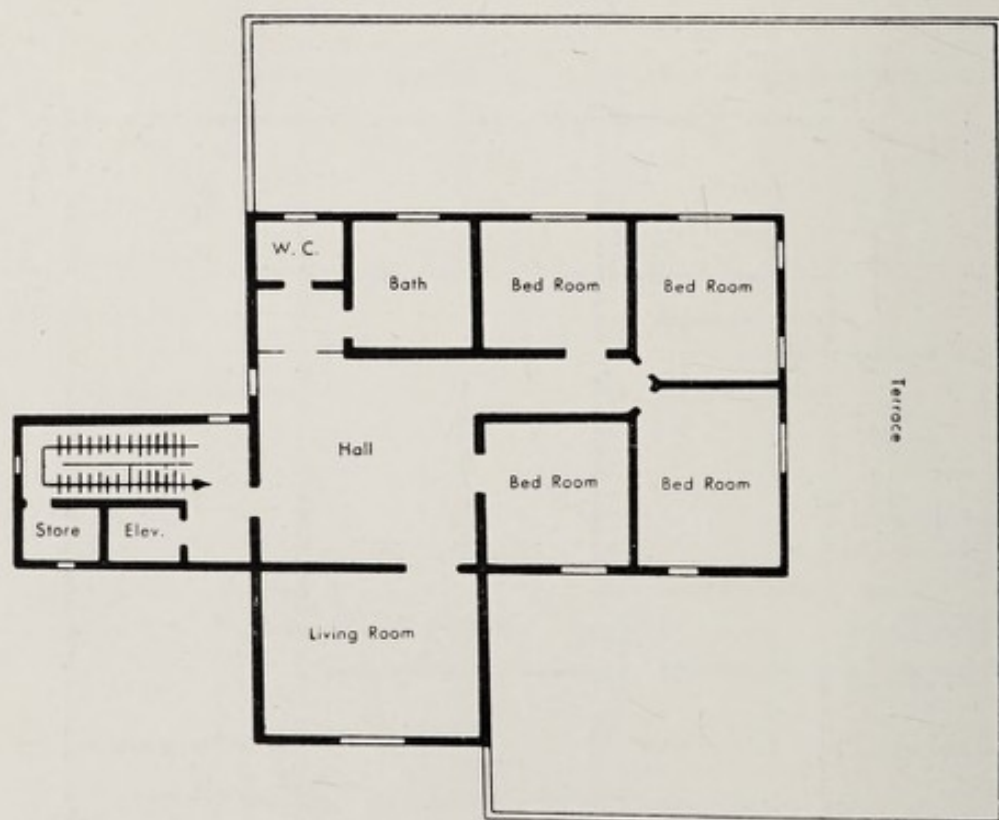 W. C.
Bath
Bed Room
Bed Room
Terrace
Hall
Bed Room
Bed Room
Store
Elev.
Living Room